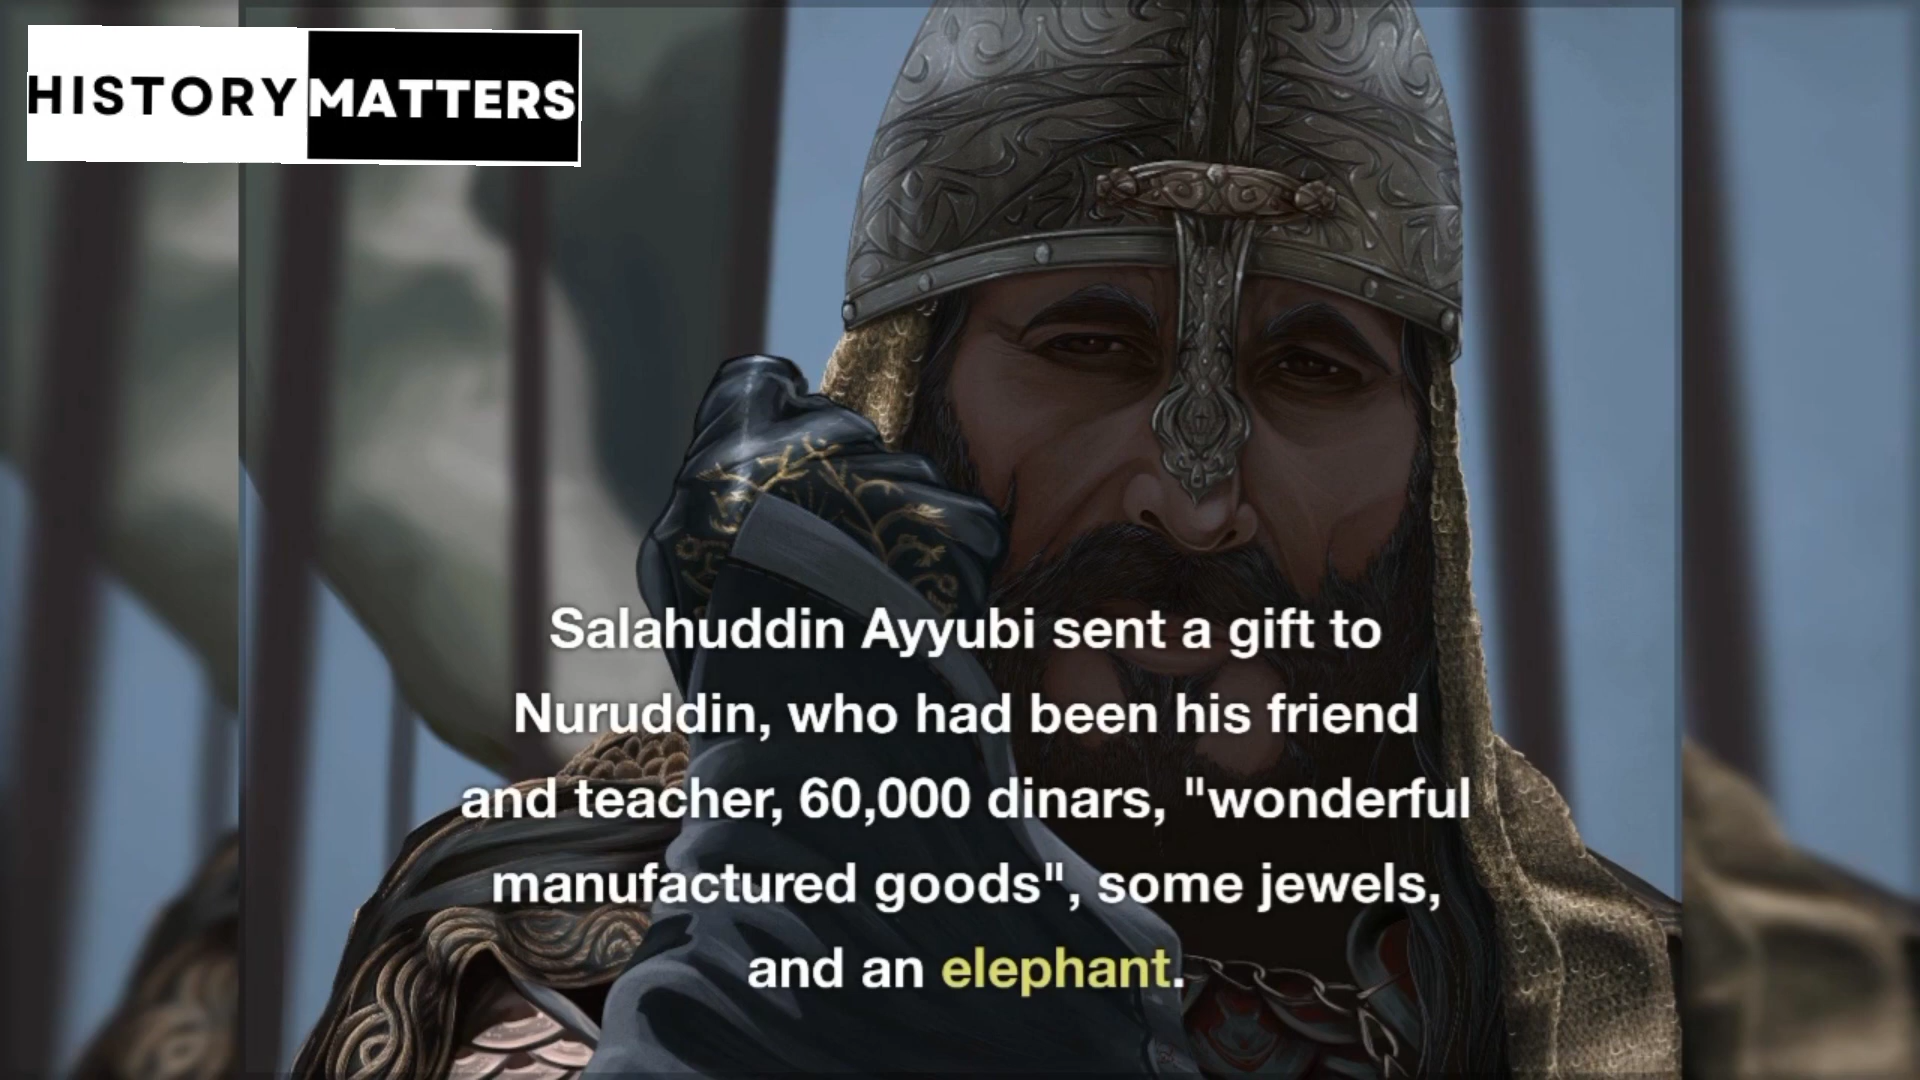 HISTORY MATTERS
Salahuddin Ayyubi sent a gift to
Nuruddin, who had been his friend
and teacher, 60,000 dinars, "wonderful
manufactured goods", some jewels,
and an elephant.